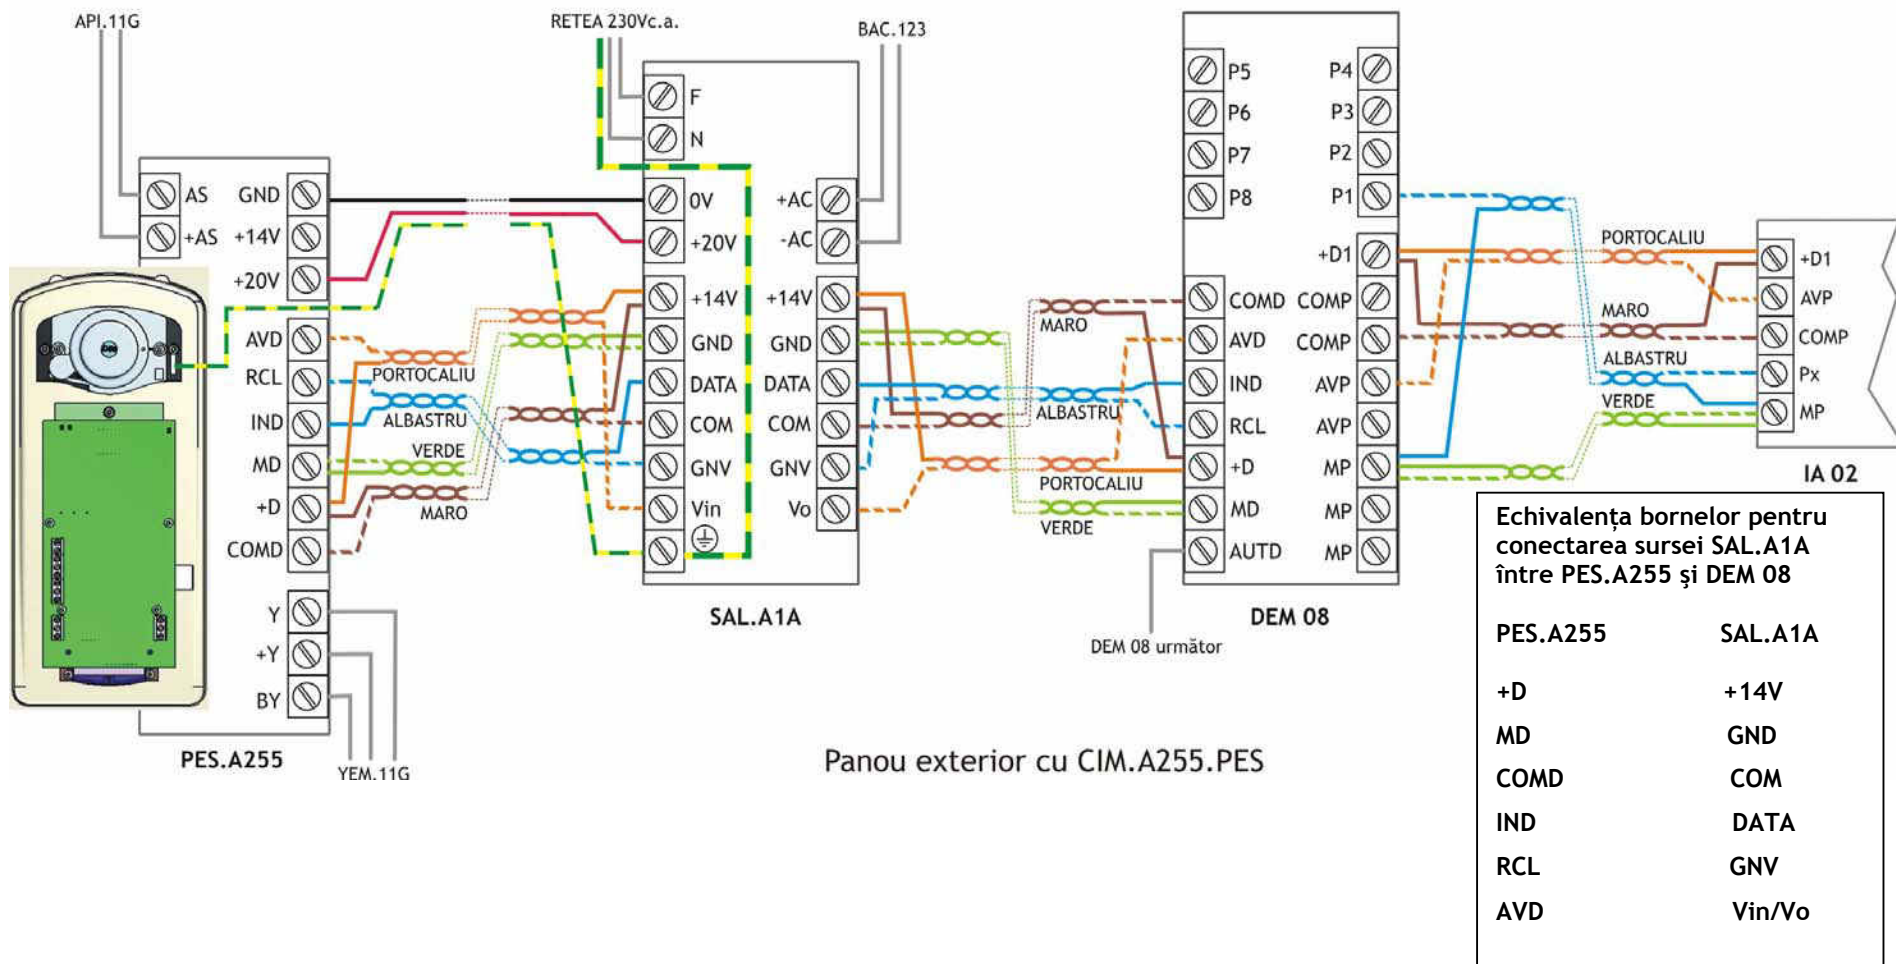 API.11G
RETEA 230Vc.a.
BAC.123
AS
+AS
GND
+14V
+20V
AVD
RCL
IND
MD
+D
COMD
Y
+Y
BY
PES.A255
YEM.11G
PORTOCALIU
ALBASTRU
VERDE
MARO
F
N
0V
+20V
+14V
GND
DATA
COM
GNV
Vin
+AC
-AC
+14V
GND
DATA
COM
GNV
Vo
SAL.A1A
MARO
ALBASTRU
PORTOCALIU
VERDE
P5
P6
P7
P8
COMD
AVD
IND
RCL
+D
MD
AUTD
P4
P3
P2
P1
+D1
COMP
COMP
AVP
AVP
MP
MP
MP
DEM 08
DEM 08 următor
PORTOCALIU
MARO
ALBASTRU
VERDE
+D1
AVP
COMP
Px
MP
IA 02
Panou exterior cu CIM.A255.PES
Echivalența bornelor pentru
conectarea sursei SAL.A1A
între PES.A255 şi DEM 08
PES.A255 SAL.A1A
+D +14V
MD GND
COMD COM
IND DATA
RCL GNV
AVD Vin/Vo